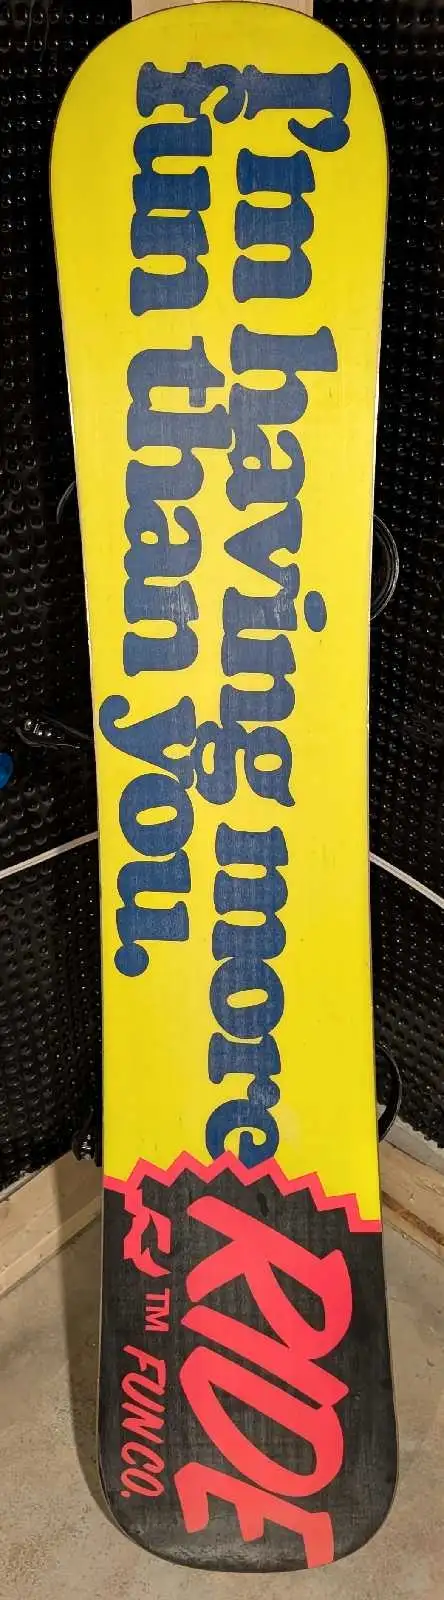 I'm having more
fun than you.
RIDE
™ FUN CO.